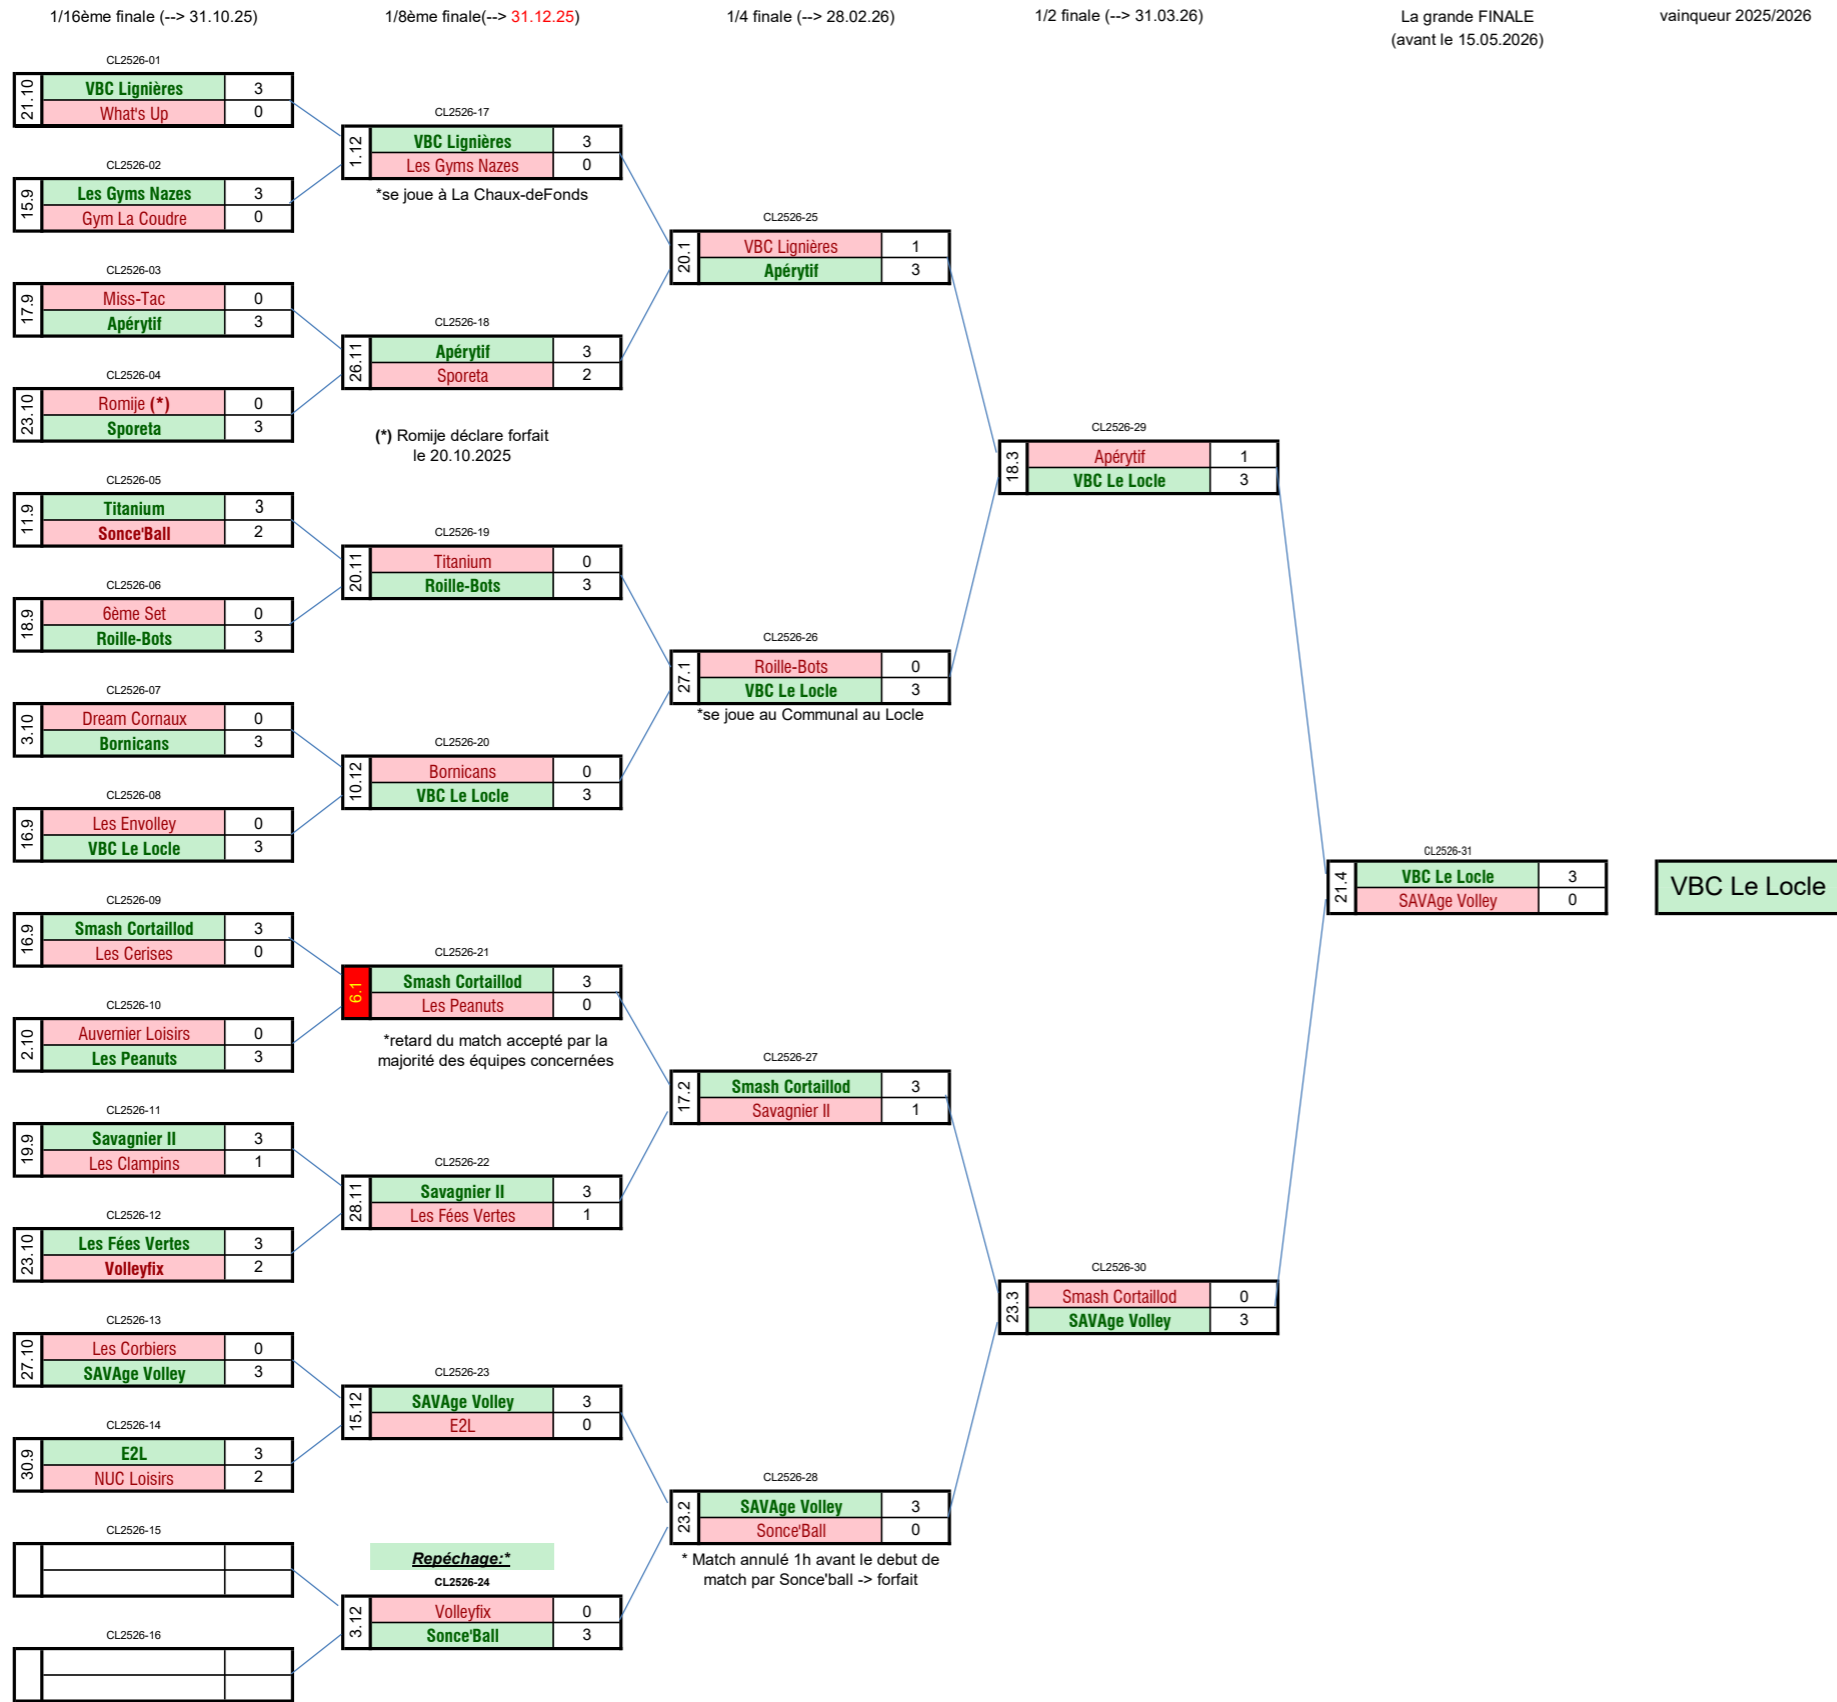 1/16ème finale (--> 31.10.25)
1/8ème finale(--> 31.12.25)
1/4 finale (--> 28.02.26)
1/2 finale (--> 31.03.26)
La grande FINALE
(avant le 15.05.2026)
vainqueur 2025/2026
CL2526-01
21.10
VBC Lignières 3
What's Up 0
CL2526-02
15.9
Les Gyms Nazes 3
Gym La Coudre 0
CL2526-03
17.9
Miss-Tac 0
Apérytif 3
CL2526-04
23.10
Romije (*) 0
Sporeta 3
CL2526-05
11.9
Titanium 3
Sonce'Ball 2
CL2526-06
18.9
6ème Set 0
Roille-Bots 3
CL2526-07
3.10
Dream Cornaux 0
Bornicans 3
CL2526-08
16.9
Les Envolley 0
VBC Le Locle 3
CL2526-09
16.9
Smash Cortaillod 3
Les Cerises 0
CL2526-10
2.10
Auvernier Loisirs 0
Les Peanuts 3
CL2526-11
19.9
Savagnier II 3
Les Clampins 1
CL2526-12
23.10
Les Fées Vertes 3
Volleyfix 2
CL2526-13
27.10
Les Corbiers 0
SAVAge Volley 3
CL2526-14
30.9
E2L 3
NUC Loisirs 2
CL2526-15
CL2526-16
CL2526-17
1.12
VBC Lignières 3
Les Gyms Nazes 0
*se joue à La Chaux-deFonds
CL2526-18
26.11
Apérytif 3
Sporeta 2
(*) Romije déclare forfait
le 20.10.2025
CL2526-19
20.11
Titanium 0
Roille-Bots 3
CL2526-20
10.12
Bornicans 0
VBC Le Locle 3
CL2526-21
6.1
Smash Cortaillod 3
Les Peanuts 0
*retard du match accepté par la
majorité des équipes concernées
CL2526-22
28.11
Savagnier II 3
Les Fées Vertes 1
CL2526-23
15.12
SAVAge Volley 3
E2L 0
Repéchage:*
CL2526-24
3.12
Volleyfix 0
Sonce'Ball 3
CL2526-25
20.1
VBC Lignières 1
Apérytif 3
CL2526-26
27.1
Roille-Bots 0
VBC Le Locle 3
*se joue au Communal au Locle
CL2526-27
17.2
Smash Cortaillod 3
Savagnier II 1
CL2526-28
23.2
SAVAge Volley 3
Sonce'Ball 0
* Match annulé 1h avant le debut de
match par Sonce'ball -> forfait
CL2526-29
18.3
Apérytif 1
VBC Le Locle 3
CL2526-30
23.3
Smash Cortaillod 0
SAVAge Volley 3
CL2526-31
21.4
VBC Le Locle 3
SAVAge Volley 0
VBC Le Locle